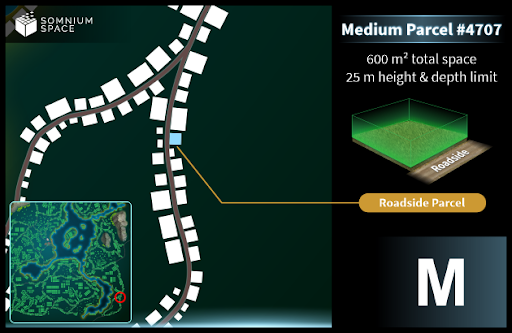 SOMNIUM
SPACE
Medium Parcel #4707
600 m² total space
25 m height & depth limit
Roadside
Roadside Parcel
M